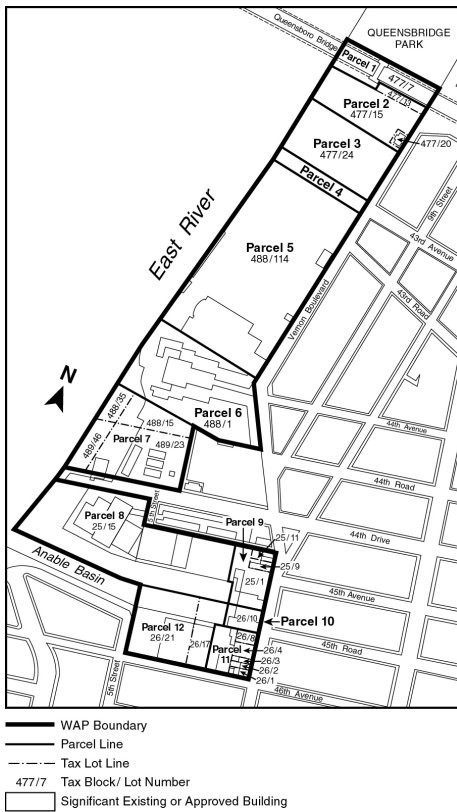 Queensboro Bridge
QUEENSBRIDGE
PARK
Parcel 1
477/7
477/13
Parcel 2
477/15
477/20
Parcel 3
477/24
Parcel 4
9th Street
East River
43rd Avenue
Parcel 5
488/114
Vernon Boulevard
43rd Road
N
Parcel 6
488/1
44th Avenue
488/35
488/15
489/46
Parcel 7
489/23
44th Road
5th Street
Parcel 8
25/15
Parcel 9
25/11
44th Drive
25/9
Anable Basin
25/1
45th Avenue
26/10
Parcel 10
Parcel 12
26/21
26/17
26/8
45th Road
Parcel
11
26/4
26/3
26/2
26/1
5th Street
46th Avenue
WAP Boundary
Parcel Line
Tax Lot Line
477/7 Tax Block/ Lot Number
Significant Existing or Approved Building